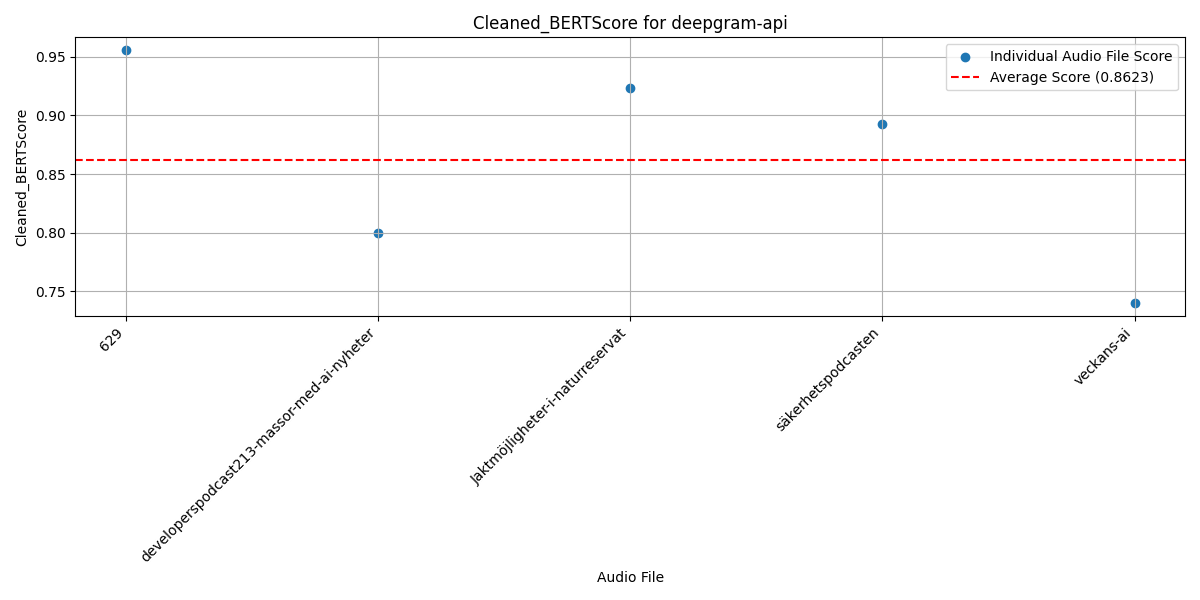 Cleaned_BERTScore for deepgram-api
Individual Audio File Score
Average Score (0.8623)
Cleaned_BERTScore
0.95
0.90
0.85
0.80
0.75
629
developerspodcast213-massor-med-ai-nyheter
Jaktmöjligheter-i-naturreservat
säkerhetspodcasten
veckans-ai
Audio File